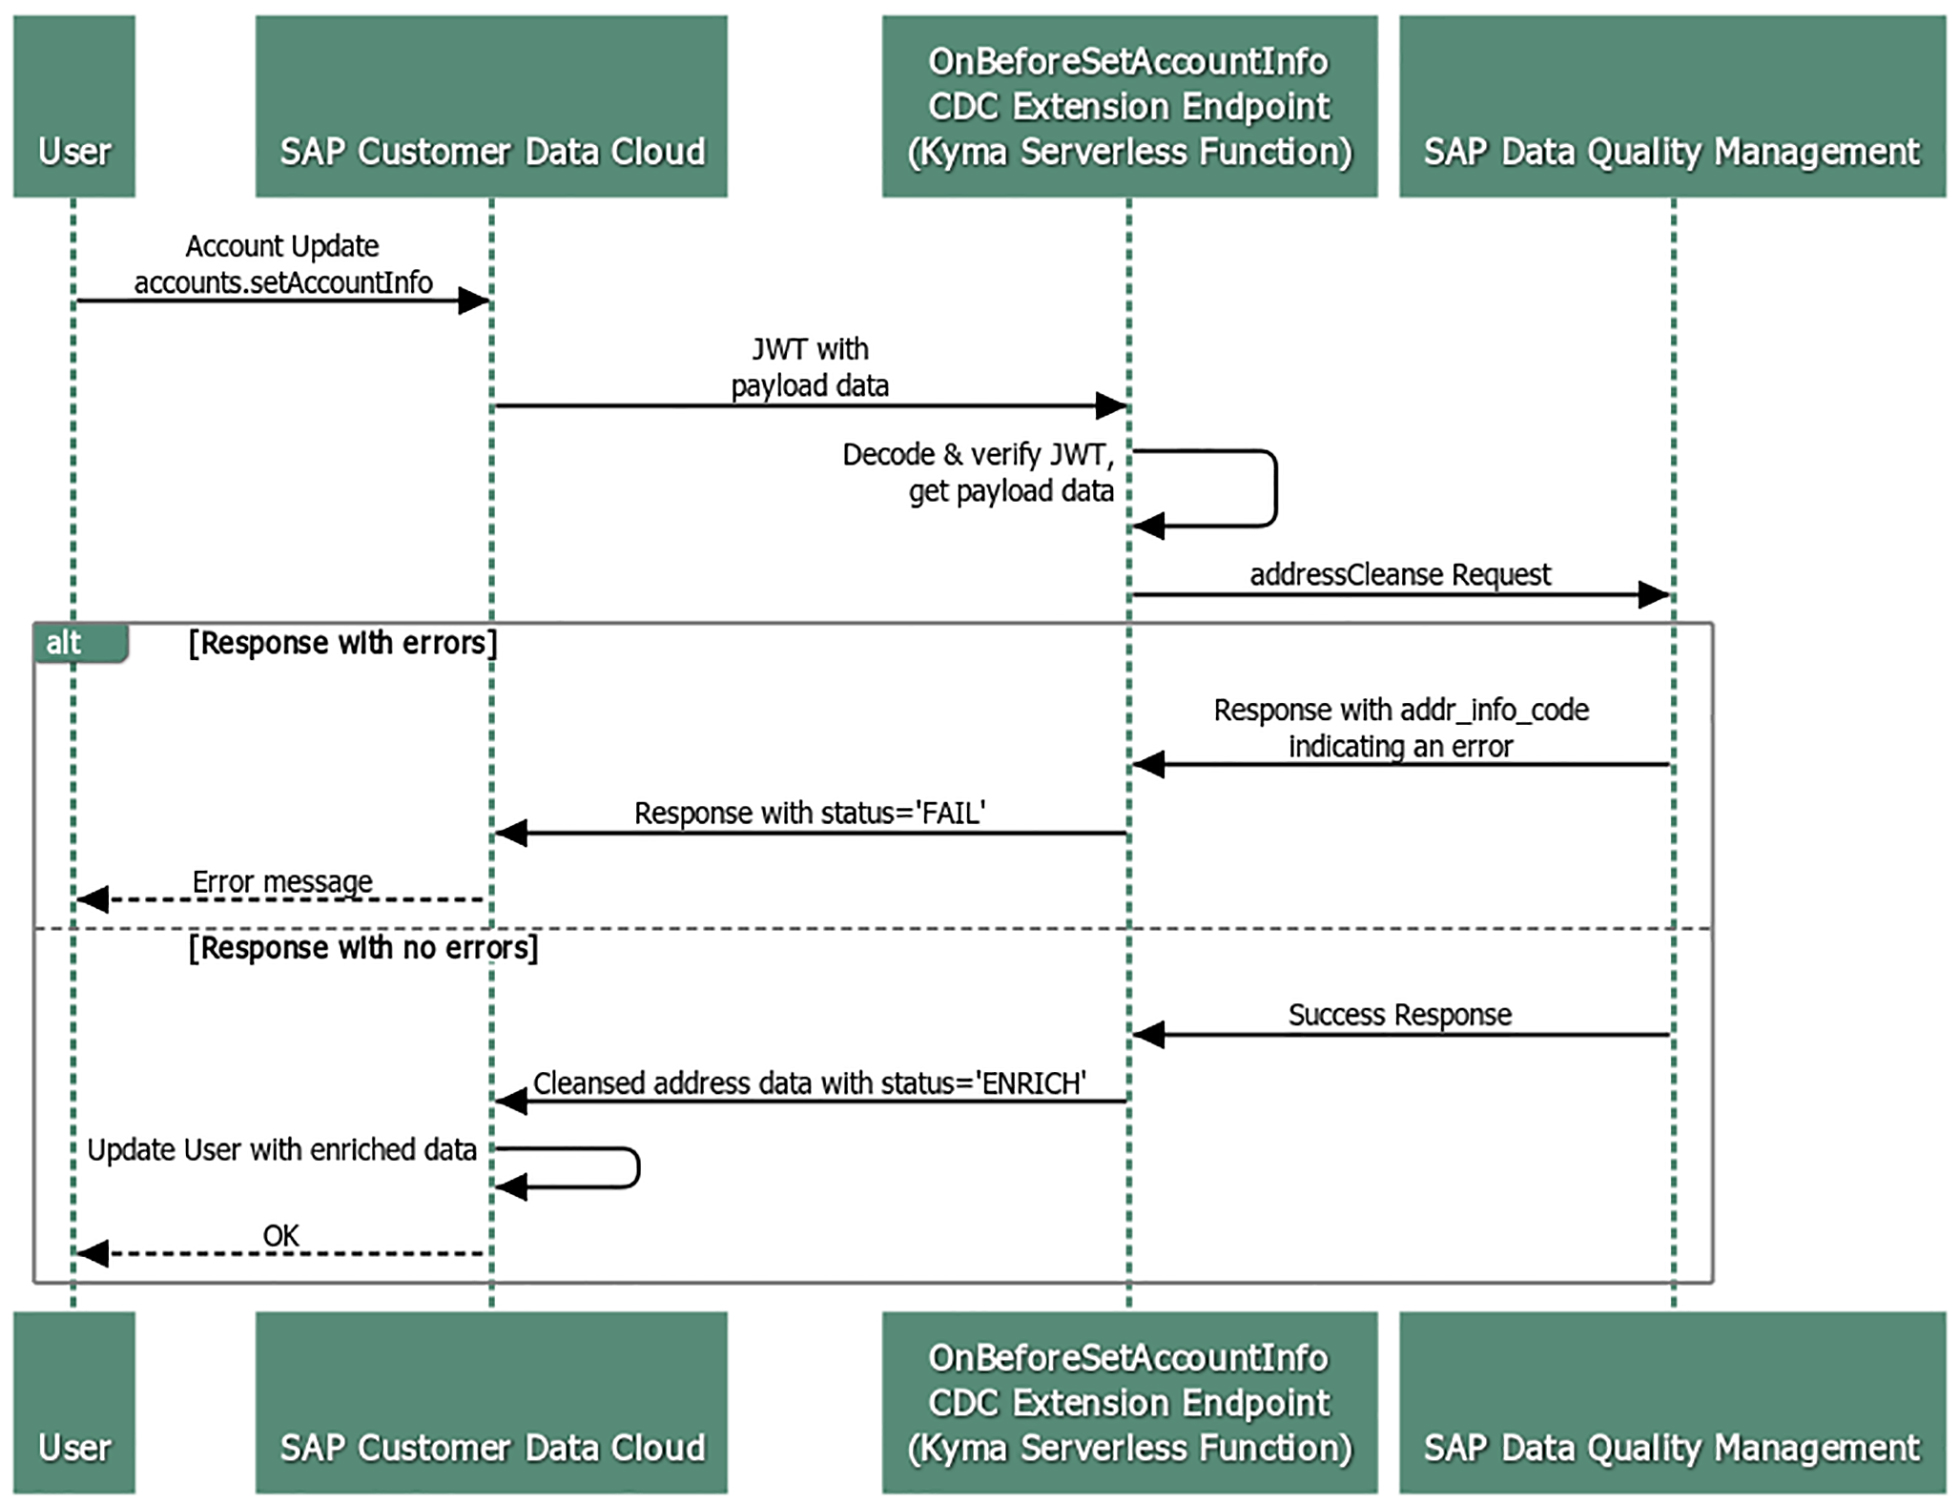 User
SAP Customer Data Cloud
OnBeforeSetAccountInfo
CDC Extension Endpoint
(Kyma Serverless Function)
SAP Data Quality Management
Account Update
accounts.setAccountInfo
JWT with
payload data
Decode & verify JWT,
get payload data
addressCleanse Request
alt
[Response with errors]
Response with addr_info_code
indicating an error
Response with status='FAIL'
Error message
[Response with no errors]
Success Response
Cleansed address data with status='ENRICH'
Update User with enriched data
OK
User
SAP Customer Data Cloud
OnBeforeSetAccountInfo
CDC Extension Endpoint
(Kyma Serverless Function)
SAP Data Quality Management